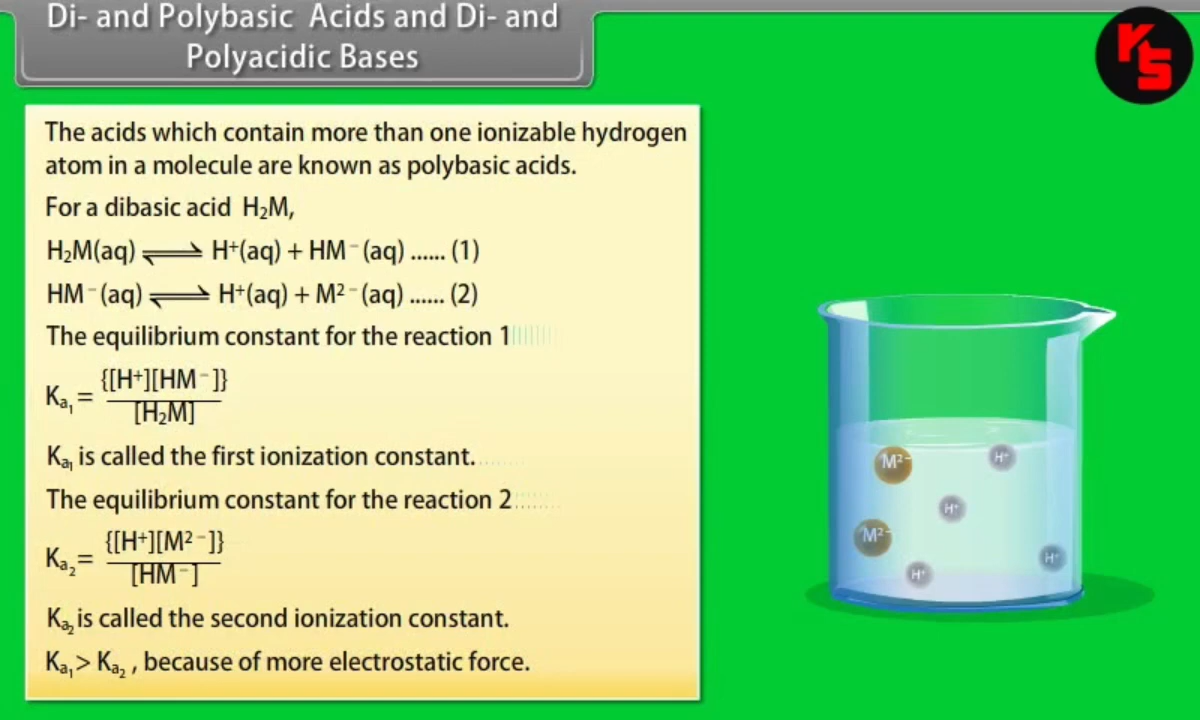 Di- and Polybasic Acids and Di- and
Polyacidic Bases
KS
The acids which contain more than one ionizable hydrogen
atom in a molecule are known as polybasic acids.
For a dibasic acid H₂M,
H₂M(aq) ⇌ H⁺(aq) + HM⁻(aq) ...... (1)
HM⁻(aq) ⇌ H⁺(aq) + M²⁻(aq) ...... (2)
The equilibrium constant for the reaction 1
Kₐ₁ = {[H⁺][HM⁻]}
[H₂M]
Kₐ₁ is called the first ionization constant.
The equilibrium constant for the reaction 2
Kₐ₂ = {[H⁺][M²⁻]}
[HM⁻]
Kₐ₂ is called the second ionization constant.
Kₐ₁ > Kₐ₂ , because of more electrostatic force.
M²⁻
H⁺
H⁺
M²⁻
H⁺
H⁺